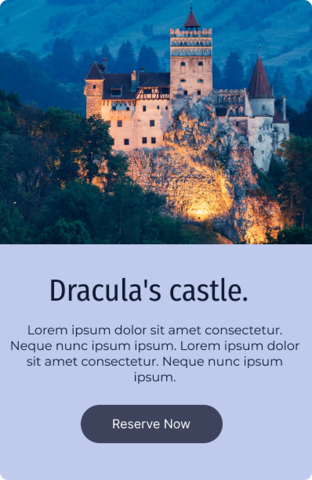 Dracula's castle.
Lorem ipsum dolor sit amet consectetur.
Neque nunc ipsum ipsum. Lorem ipsum dolor
sit amet consectetur. Neque nunc ipsum
ipsum.
Reserve Now